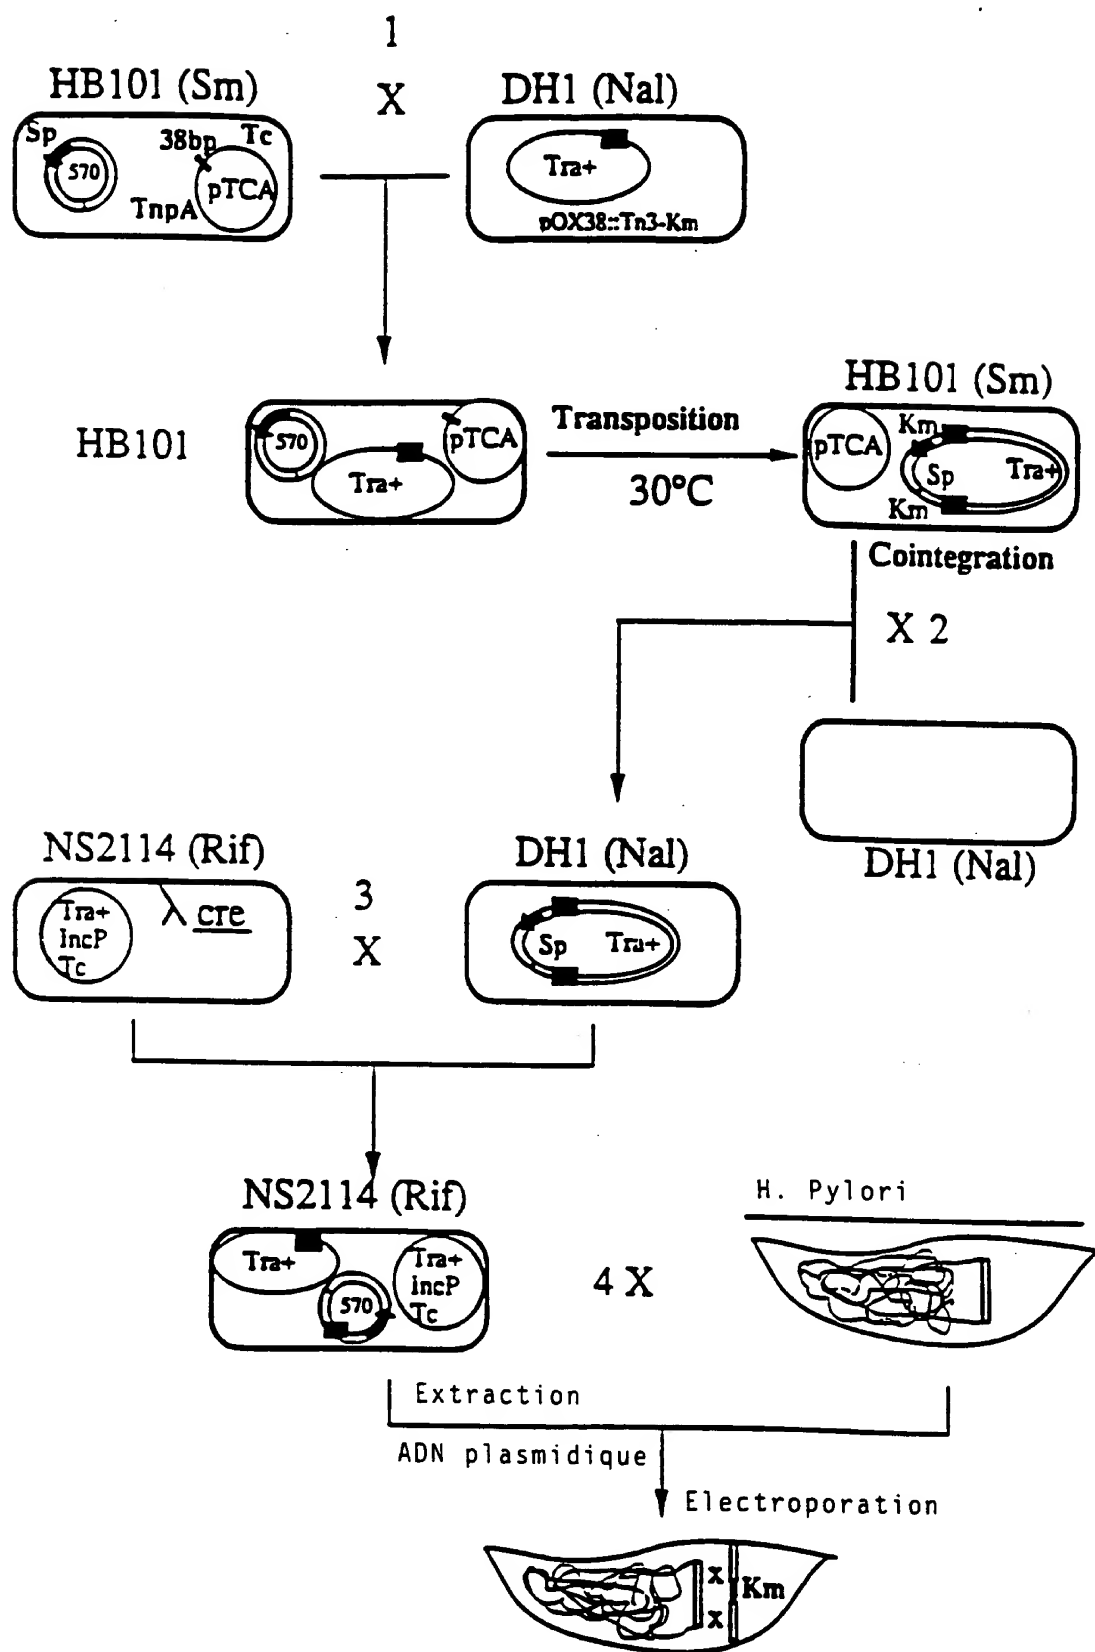 1
HB101 (Sm)
X
DH1 (Nal)
Sp
570
38bp
Tc
TnpA
pTCA
Tra+
pOX38::Tn3-Km
HB101
570
Tra+
pTCA
Transposition
30°C
HB101 (Sm)
pTCA
Km
Sp
Tra+
Km
Cointegration
X 2
DH1 (Nal)
NS2114 (Rif)
Tra+
IncP
Tc
λ cre
3
X
DH1 (Nal)
Sp
Tra+
NS2114 (Rif)
Tra+
570
Tra+
IncP
Tc
4 X
H. Pylori
Extraction
ADN plasmidique
Electroporation
x
Km
x